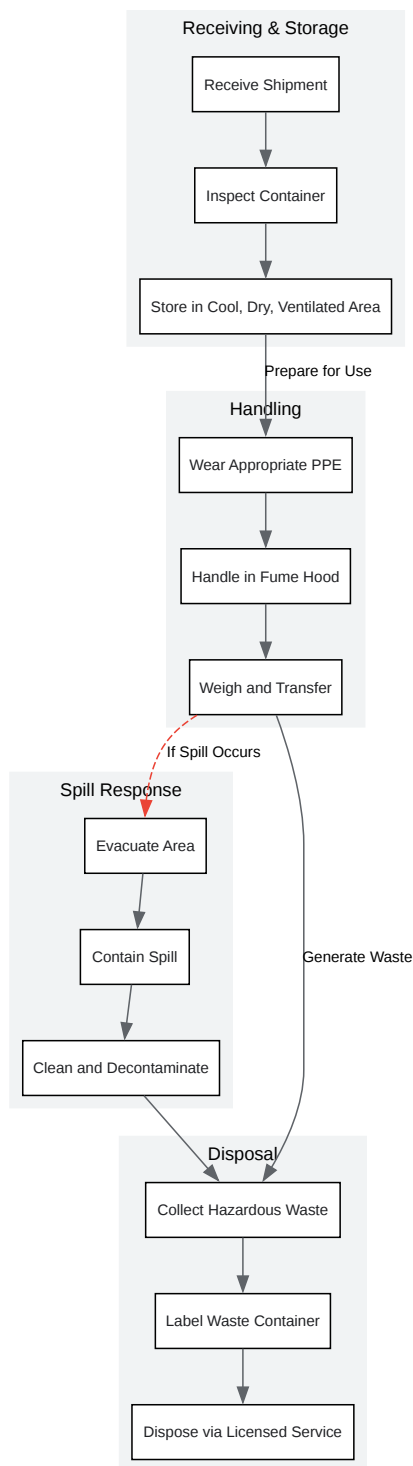 Receiving & Storage
Receive Shipment
Inspect Container
Store in Cool, Dry, Ventilated Area
Prepare for Use
Handling
Wear Appropriate PPE
Handle in Fume Hood
Weigh and Transfer
If Spill Occurs
Spill Response
Evacuate Area
Contain Spill
Generate Waste
Clean and Decontaminate
Disposal
Collect Hazardous Waste
Label Waste Container
Dispose via Licensed Service